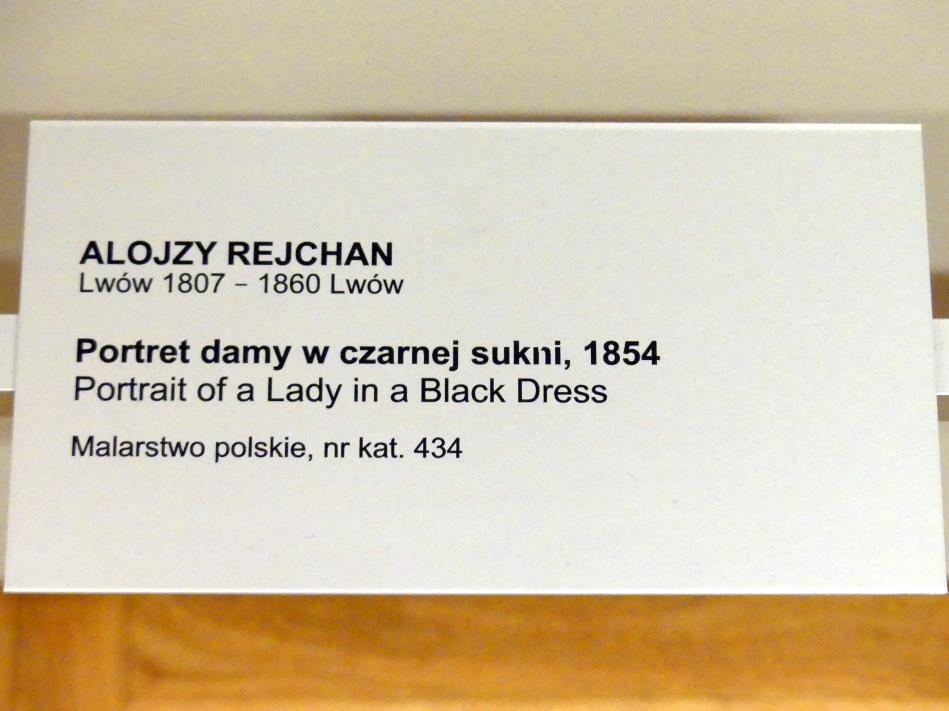 ALOJZY REJCHAN
Lwów 1807 – 1860 Lwów
Portret damy w czarnej sukni, 1854
Portrait of a Lady in a Black Dress
Malarstwo polskie, nr kat. 434